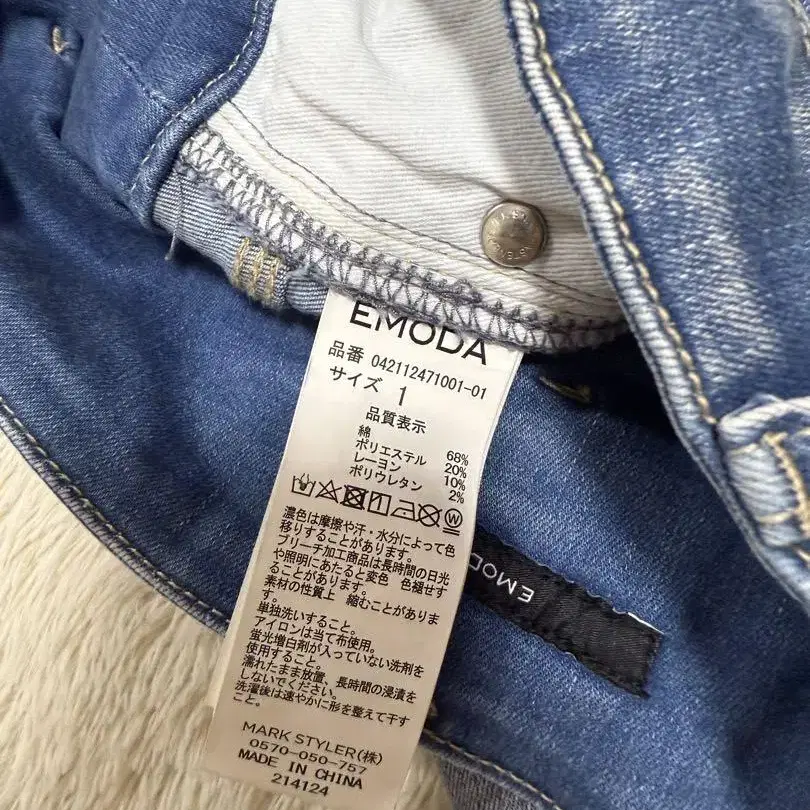 EMODA
品番 042112471001-01
サイズ 1
品質表示
綿 68%
ポリエステル 20%
レーヨン 10%
ポリウレタン 2%
濃色は摩擦や汗・水分によって色
移りすることがあります。
ブリーチ加工商品は長時間の日光
や照明にあたると変色 色褪せす
ることがあります。
素材の性質上 縮むことがありま
す。
単独洗いすること。
アイロンは当て布使用。
蛍光増白剤が入っていない洗剤を
使用すること。
濡れたまま放置、長時間の浸漬を
しないでください。
洗濯後は速やかに形を整えて干す
こと。
MARK STYLER(株)
0570-050-757
MADE IN CHINA
214124
EMODA